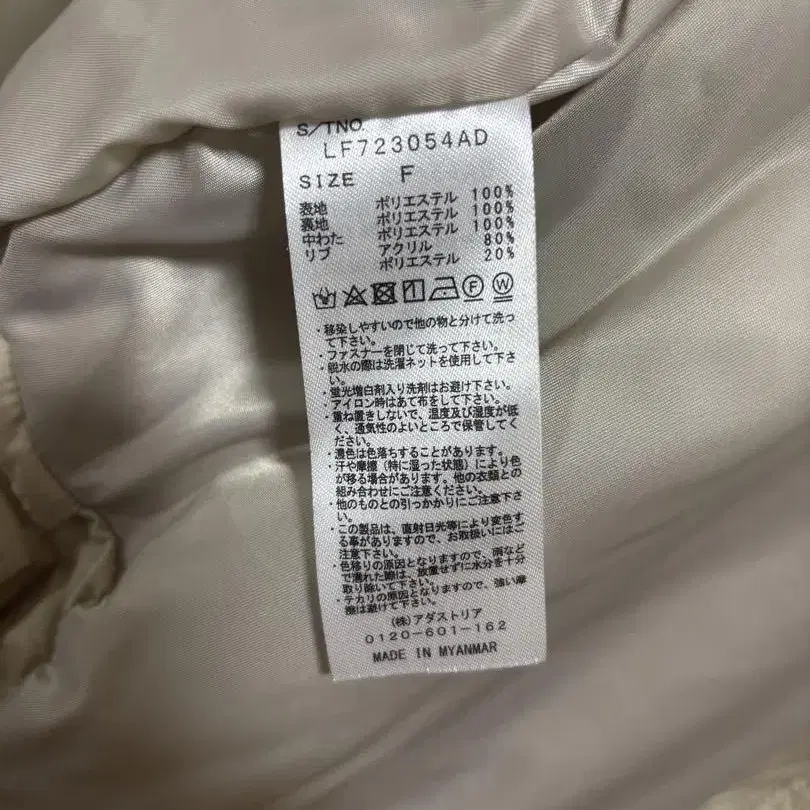 S/TNO.
LF723054AD
SIZE F
表地 ポリエステル 100%
裏地 ポリエステル 100%
中わた ポリエステル 100%
リブ アクリル 80%
ポリエステル 20%
F W
・移染しやすいので他の物と分けて洗っ
て下さい。
・ファスナーを閉じて洗って下さい。
・脱水の際は洗濯ネットを使用して下さ
い。
・蛍光増白剤入り洗剤はお避け下さい。
・アイロン時はあて布をして下さい。
・重ね置きしないで、温度及び湿度が低
く、通気性のよいところで保管してく
ださい。
・濃色は色落ちすることがあります。
・汗や摩擦（特に湿った状態）により色
が移る場合があります。他の衣類との
組み合わせにご注意ください。
・他のものとの引っかかりにご注意下さ
い。
・この製品は、直射日光等により変色す
る事がありますので、お取扱いにはご
注意下さい。
・色移りの原因となりますので、雨など
で濡れた際は、放置せずに水分を十分
取り除いて下さい。
・テカリの原因となりますので、強い摩
擦は避けて下さい。
(株)アダストリア
0120-601-162
MADE IN MYANMAR